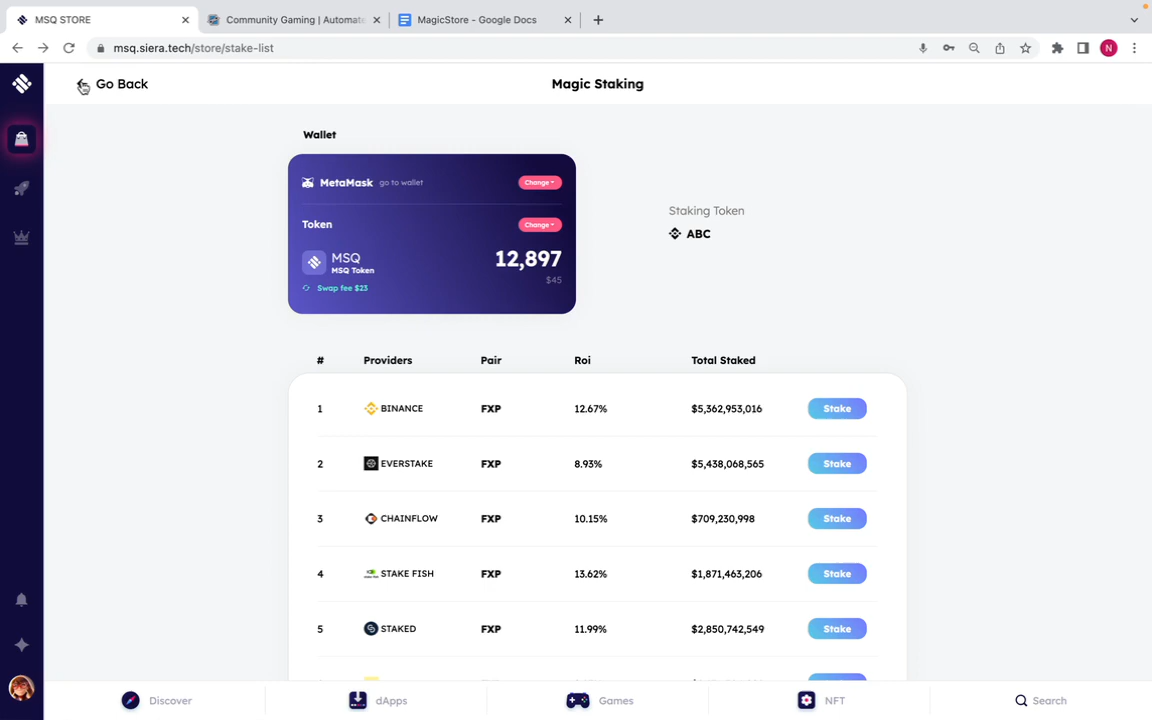 MSQ STORE
Community Gaming | Automate
MagicStore - Google Docs
msq.siera.tech/store/stake-list
N
Go Back
Magic Staking
Wallet
MetaMask go to wallet Change
Token Change
MSQ
MSQ Token
12,897
$45
Swap fee $23
Staking Token
ABC
# Providers Pair Roi Total Staked
1 BINANCE FXP 12.67% $5,362,953,016 Stake
2 EVERSTAKE FXP 8.93% $5,438,068,565 Stake
3 CHAINFLOW FXP 10.15% $709,230,998 Stake
4 STAKE FISH FXP 13.62% $1,871,463,206 Stake
5 STAKED FXP 11.99% $2,850,742,549 Stake
Discover dApps Games NFT Search